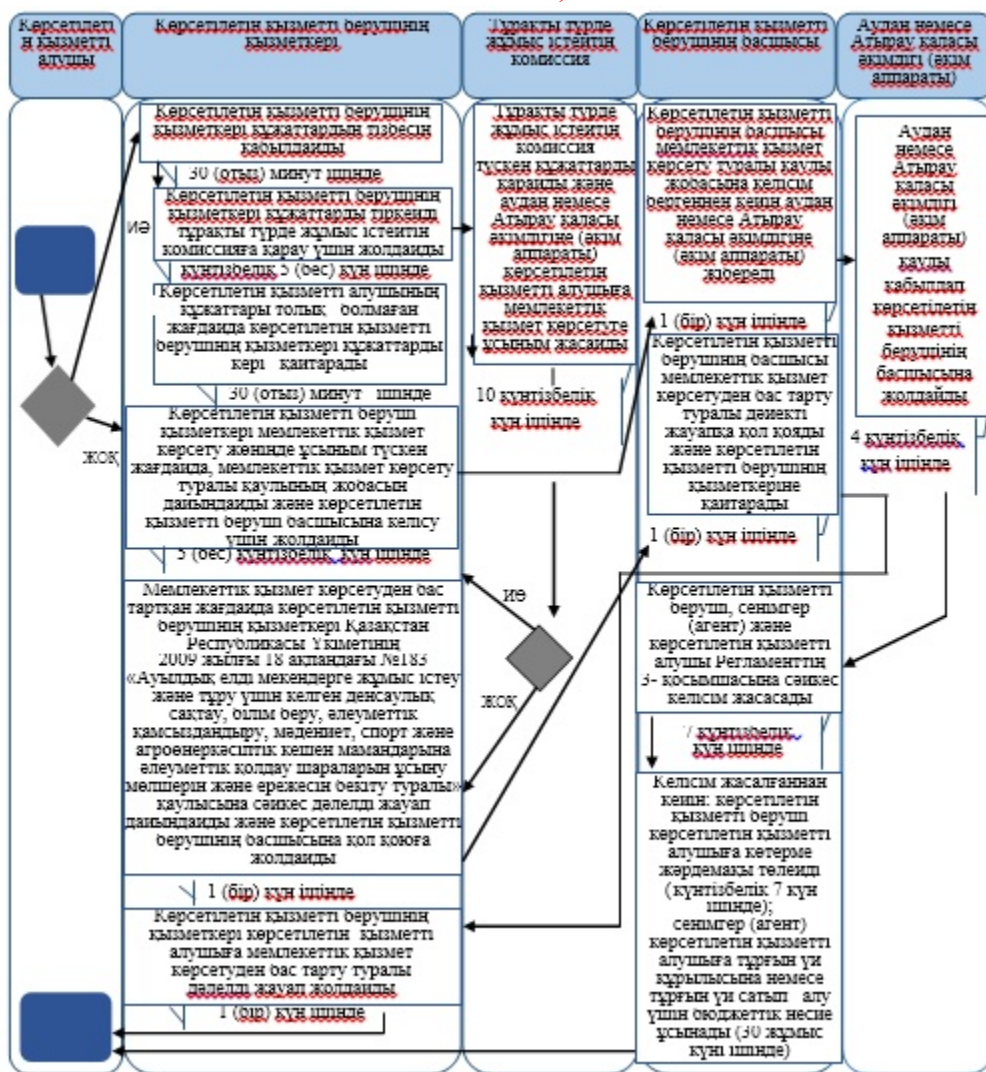 Көрсетілетін
қызметті
алушы
Көрсетілетін қызметті берушінің
қызметкері
Тұрақты түрде
жұмыс істейтін
комиссия
Көрсетілетін қызметті
берушінің басшысы
Аудан немесе
Атырау қаласы
әкімдігі (әкім
аппараты)
Көрсетілетін қызметті берушінің
қызметкері құжаттардың тізбесін
қабылдайды
30 (отыз) минут ішінде
ИӘ
Көрсетілетін қызметті берушінің
қызметкері құжаттарды тіркейді
тұрақты түрде жұмыс істейтін
комиссияға қарау үшін жолдайды
күнтізбелік 5 (бес) күн ішінде
Көрсетілетін қызметті алушының
құжаттары толық болмаған
жағдайда көрсетілетін қызметті
берушінің қызметкері құжаттарды
кері қайтарады
30 (отыз) минут ішінде
ЖОҚ
Көрсетілетін қызметті беруші
қызметкері мемлекеттік қызмет
көрсету жөнінде ұсыным түскен
жағдайда, мемлекеттік қызмет көрсету
туралы қаулының жобасын
дайындайды және көрсетілетін
қызметті беруші басшысына келісу
үшін жолдайды
5 (бес) күнтізбелік күн ішінде
Мемлекеттік қызмет көрсетуден бас
тартқан жағдайда көрсетілетін қызметті
берушінің қызметкері Қазақстан
Республикасы Үкіметінің
2009 жылғы 18 ақпандағы №183
«Ауылдық елді мекендерге жұмыс істеу
және тұру үшін келген денсаулық
сақтау, білім беру, әлеуметтік
қамсыздандыру, мәдениет, спорт және
агроөнеркәсіптік кешен мамандарына
әлеуметтік қолдау шараларын ұсыну
мөлшерін және ережесін бекіту туралы»
қаулысына сәйкес дәлелді жауап
дайындайды және көрсетілетін қызметті
берушінің басшысына қол қоюға
жолдайды
1 (бір) күн ішінде
Көрсетілетін қызметті берушінің
қызметкері көрсетілетін қызметті
алушыға мемлекеттік қызмет
көрсетуден бас тарту туралы
дәлелді жауап жолдайды
1 (бір) күн ішінде
Тұрақты түрде
жұмыс істейтін
комиссия
түскен құжаттарды
қарайды және
аудан немесе
Атырау қаласы
әкімдігіне (әкім
аппараты)
көрсетілетін
қызметті алушыға
мемлекеттік
қызмет көрсетуге
ұсыным жасайды
10 күнтізбелік
күн ішінде
ИӘ
ЖОҚ
Көрсетілетін қызметті
берушінің басшысы
мемлекеттік қызмет
көрсету туралы қаулы
жобасына келісім
бергеннен кейін аудан
немесе Атырау
қаласы әкімдігіне
(әкім аппараты)
жібереді
1 (бір) күн ішінде
Көрсетілетін қызметті
берушінің басшысы
мемлекеттік қызмет
көрсетуден бас тарту
туралы дәйекті
жауапқа қол қояды
және көрсетілетін
қызметті берушінің
қызметкеріне
қайтарады
1 (бір) күн ішінде
Көрсетілетін қызметті
беруші, сенімгер
(агент) және
көрсетілетін қызметті
алушы Регламенттің
3- қосымшасына сәйкес
келісім жасасады
7 күнтізбелік
күн ішінде
Келісім жасалғаннан
кейін: көрсетілетін
қызметті беруші
көрсетілетін қызметті
алушыға көтерме
жәрдемақы төлейді
(күнтізбелік 7 күн
ішінде);
сенімгер (агент)
көрсетілетін қызметті
алушыға тұрғын үй
құрылысына немесе
тұрғын үй сатып алу
үшін бюджеттік несие
ұсынады (30 жұмыс
күні ішінде)
Аудан
немесе
Атырау
қаласы
әкімдігі
(әкім
аппараты)
қаулы
қабылдап
көрсетілетін
қызметті
берушінің
басшысына
жолдайды
4 күнтізбелік
күн ішінде